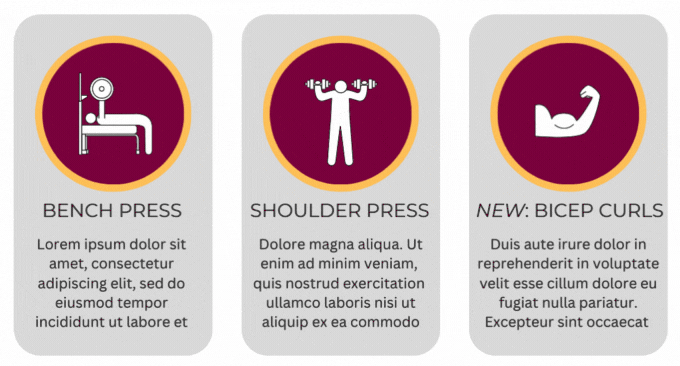 BENCH PRESS
Lorem ipsum dolor sit
amet, consectetur
adipiscing elit, sed do
eiusmod tempor
incididunt ut labore et
SHOULDER PRESS
Dolore magna aliqua. Ut
enim ad minim veniam,
quis nostrud exercitation
ullamco laboris nisi ut
aliquip ex ea commodo
NEW: BICEP CURLS
Duis aute irure dolor in
reprehenderit in voluptate
velit esse cillum dolore eu
fugiat nulla pariatur.
Excepteur sint occaecat